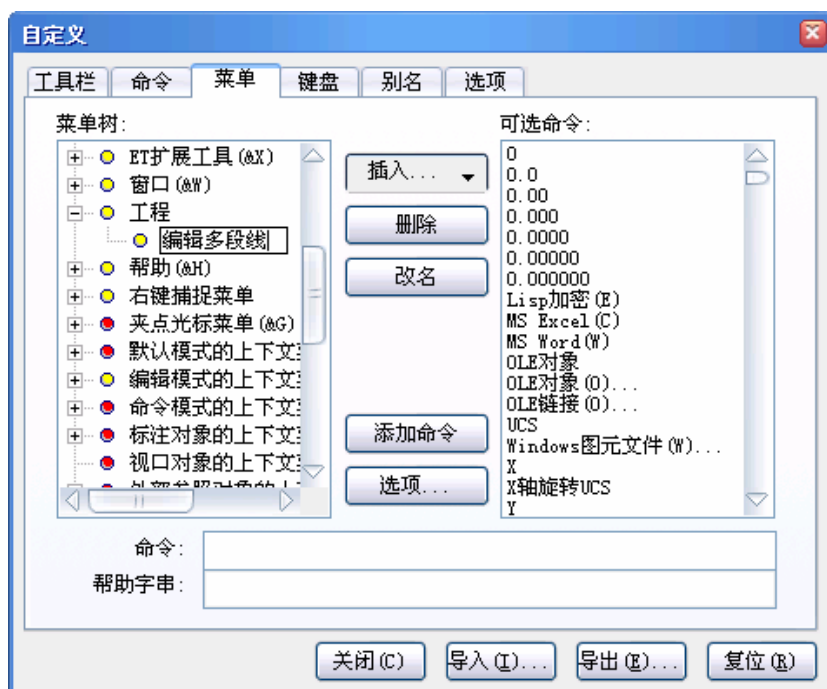 自定义
工具栏 命令 菜单 键盘 别名 选项
菜单树:
ET扩展工具(&X)
窗口(&W)
工程
编辑多段线
帮助(&H)
右键捕捉菜单
夹点光标菜单(&G)
默认模式的上下文
编辑模式的上下文
命令模式的上下文
标注对象的上下文
视口对象的上下文
外部参照对象的上
插入...
删除
改名
添加命令
选项...
可选命令:
0
0.0
0.00
0.000
0.0000
0.00000
0.000000
Lisp加密(E)
MS Excel(C)
MS Word(W)
OLE对象
OLE对象(O)...
OLE链接(O)...
UCS
Windows图元文件(W)...
X
X轴旋转UCS
Y
命令:
帮助字串:
关闭(C) 导入(I)... 导出(E)... 复位(R)